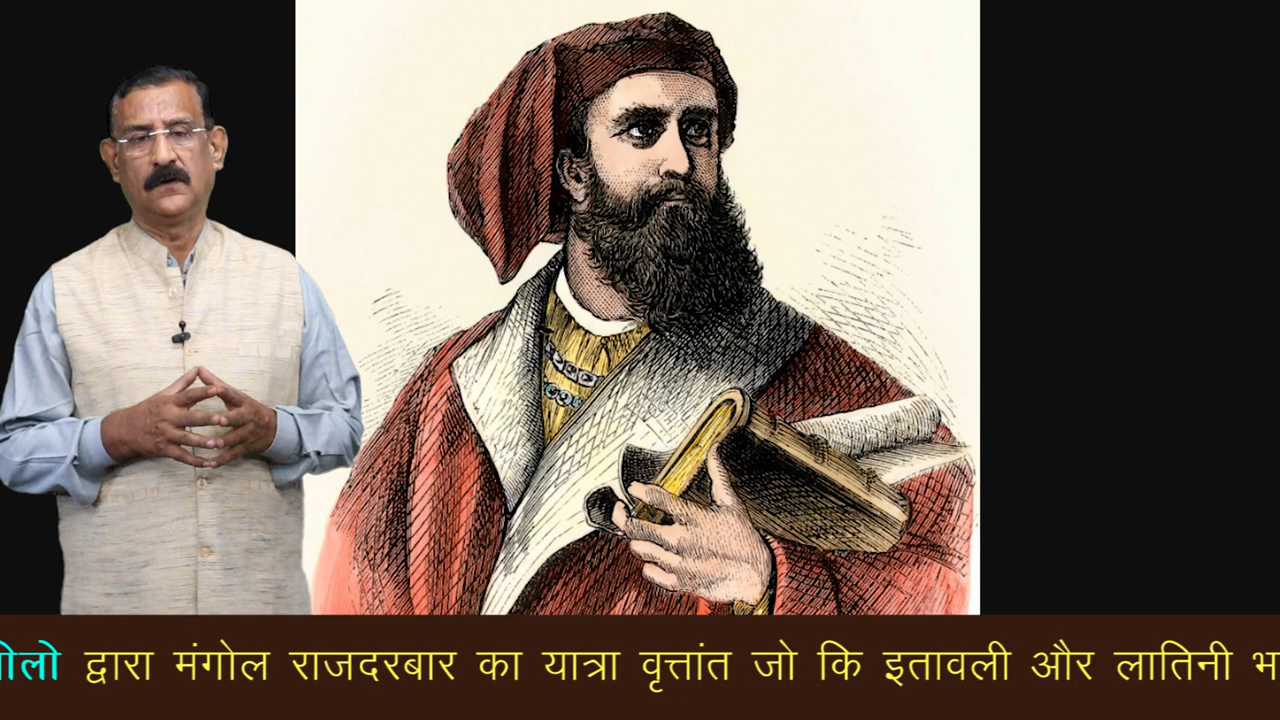 द्वारा मंगोल राजदरबार का यात्रा वृत्तांत जो कि इतावली और लातिनी